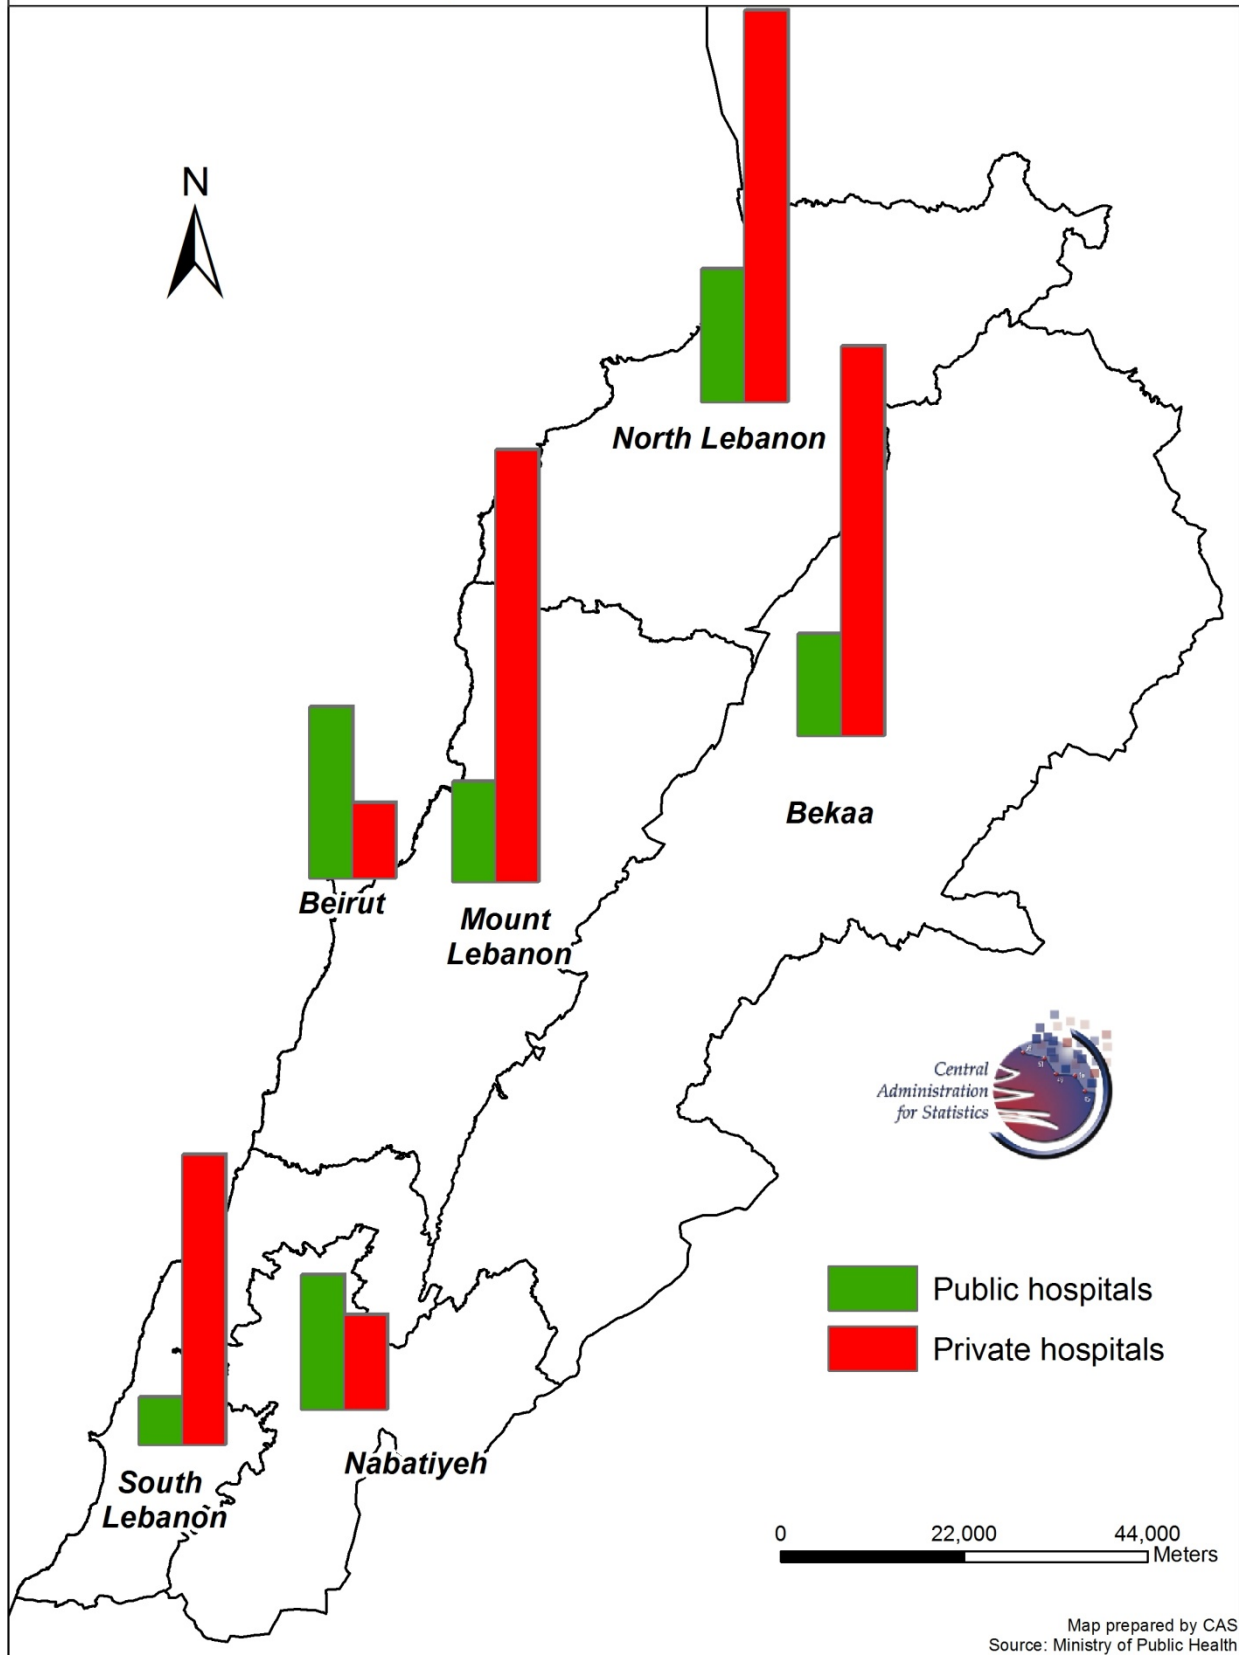 N
North Lebanon
Bekaa
Beirut
Mount
Lebanon
Central
Administration
for Statistics
Public hospitals
Private hospitals
Nabatiyeh
South
Lebanon
0 22,000 44,000
Meters
Map prepared by CAS
Source: Ministry of Public Health